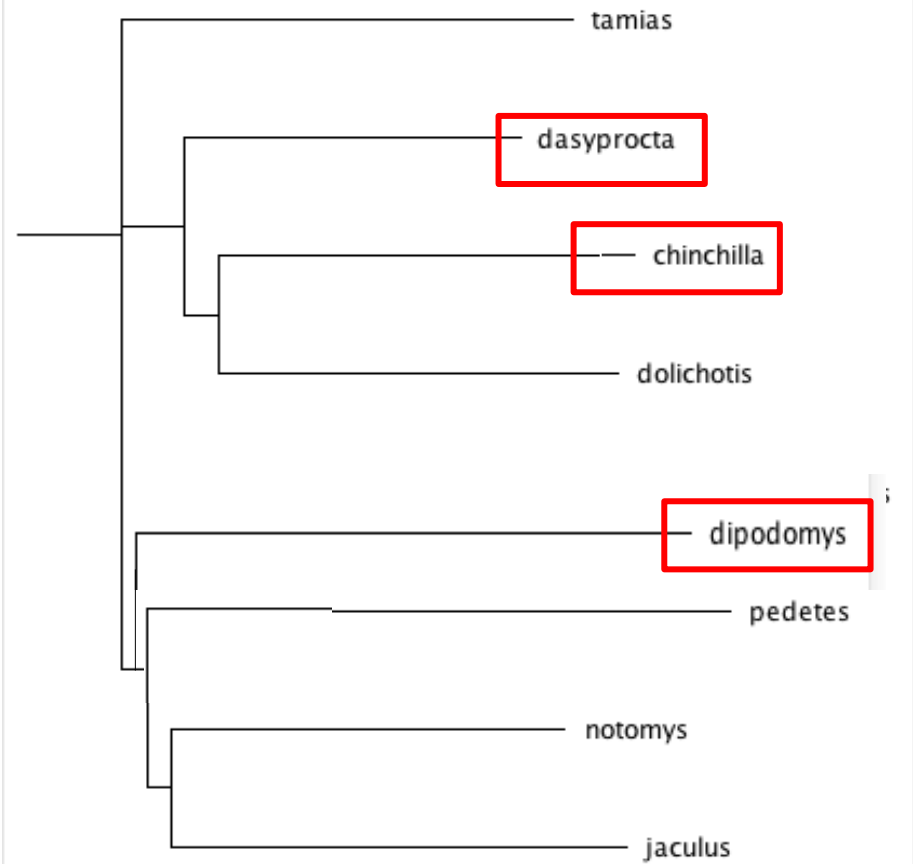 tamias
dasyprocta
chinchilla
dolichotis
dipodomys
pedetes
notomys
jaculus